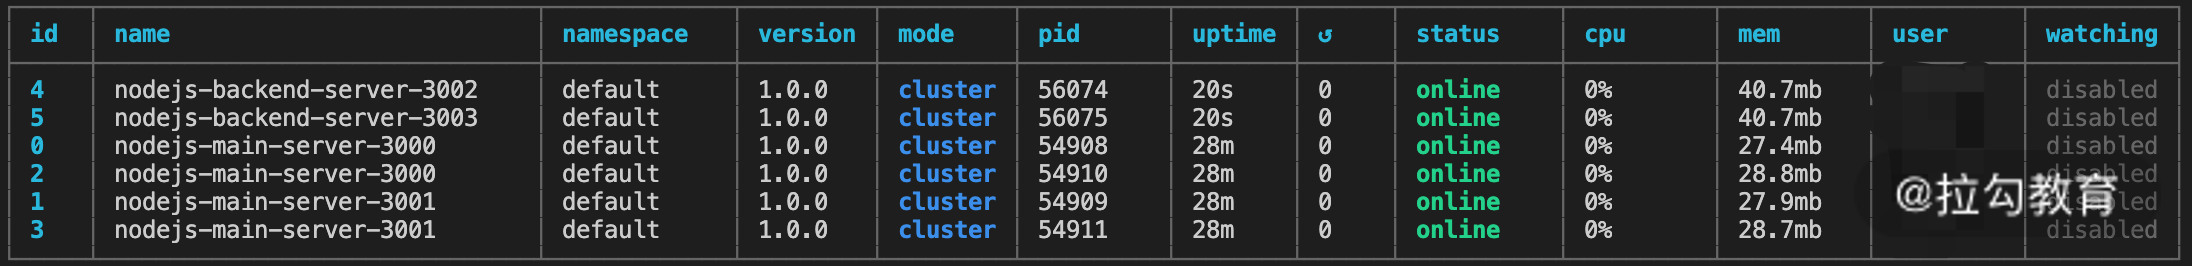 id name namespace version mode pid uptime ↺ status cpu mem user watching
4 nodejs-backend-server-3002 default 1.0.0 cluster 56074 20s 0 online 0% 40.7mb disabled
5 nodejs-backend-server-3003 default 1.0.0 cluster 56075 20s 0 online 0% 40.7mb disabled
0 nodejs-main-server-3000 default 1.0.0 cluster 54908 28m 0 online 0% 27.4mb disabled
2 nodejs-main-server-3000 default 1.0.0 cluster 54910 28m 0 online 0% 28.8mb disabled
1 nodejs-main-server-3001 default 1.0.0 cluster 54909 28m 0 online 0% 27.9mb disabled
3 nodejs-main-server-3001 default 1.0.0 cluster 54911 28m 0 online 0% 28.7mb disabled
@拉勾教育